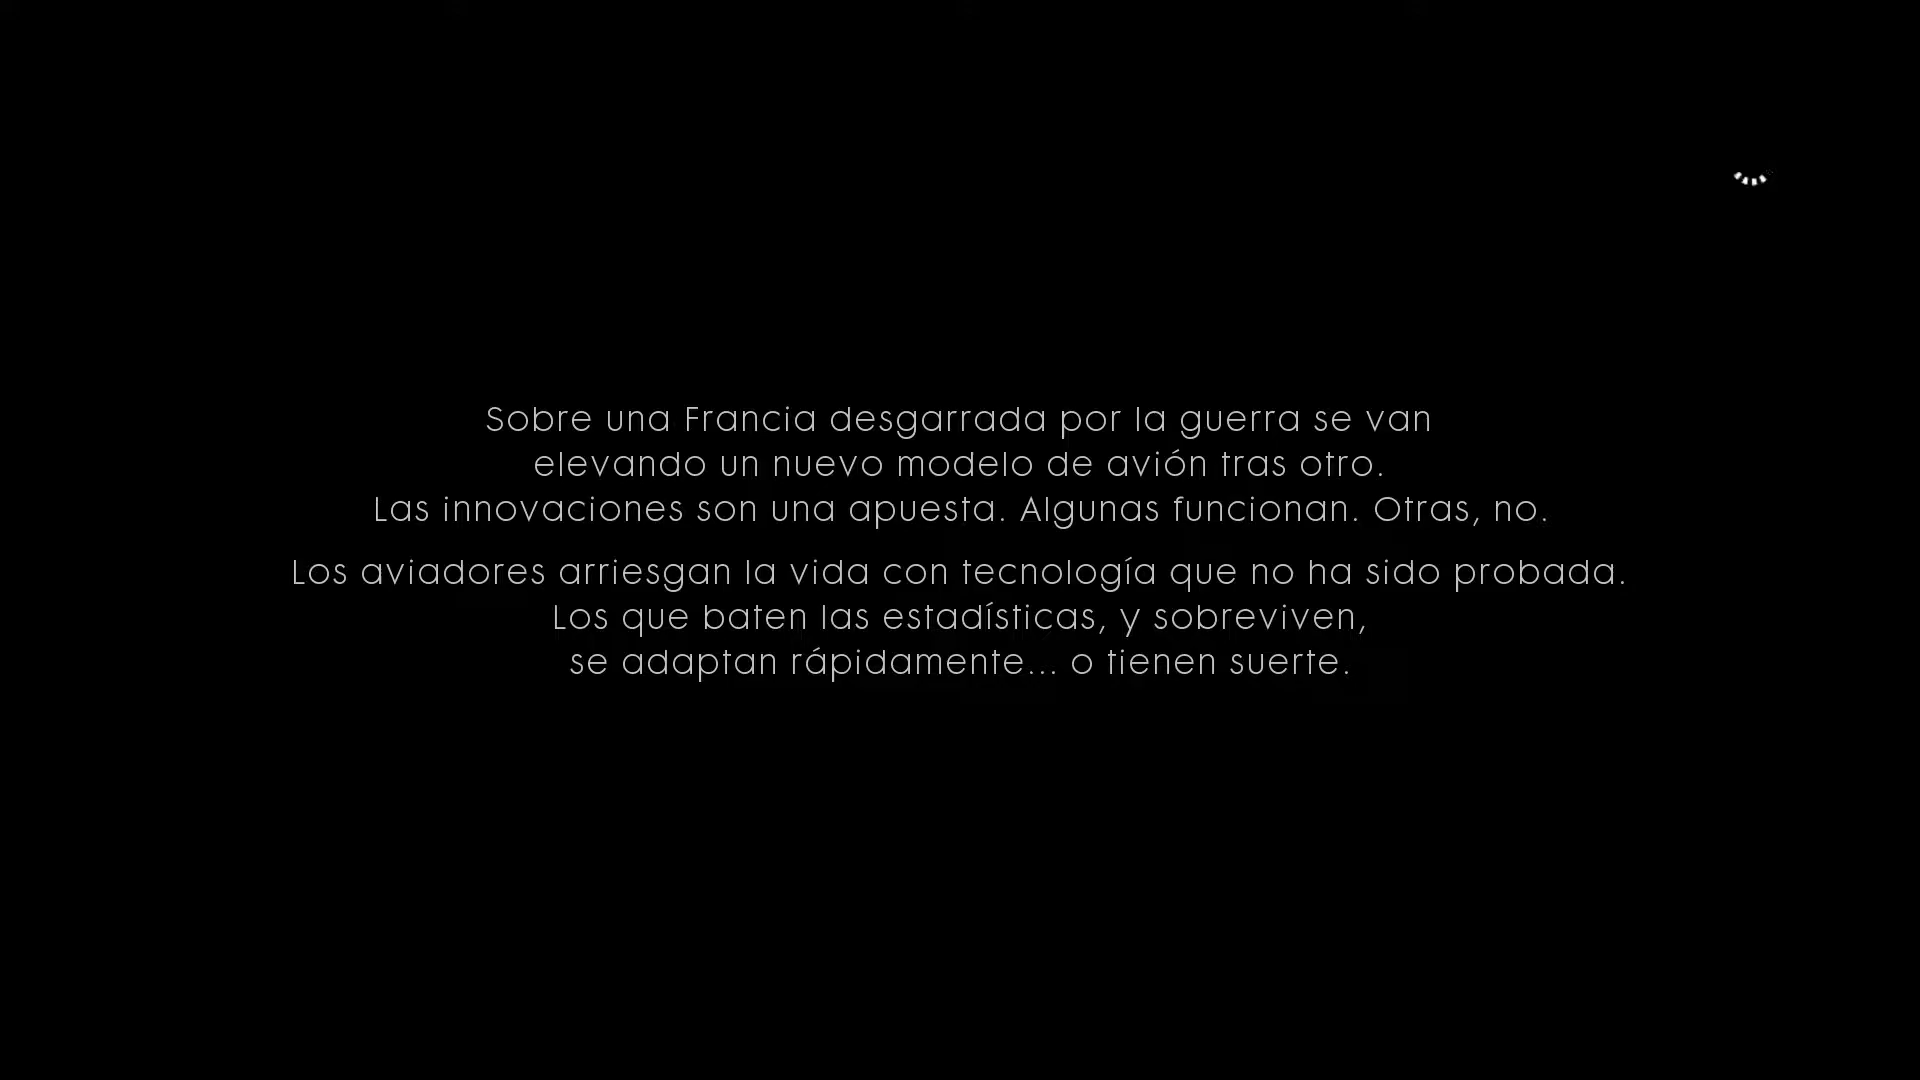 Sobre una Francia desgarrada por la guerra se van
elevando un nuevo modelo de avión tras otro.
Las innovaciones son una apuesta. Algunas funcionan. Otras, no.
Los aviadores arriesgan la vida con tecnología que no ha sido probada.
Los que baten las estadísticas, y sobreviven,
se adaptan rápidamente... o tienen suerte.